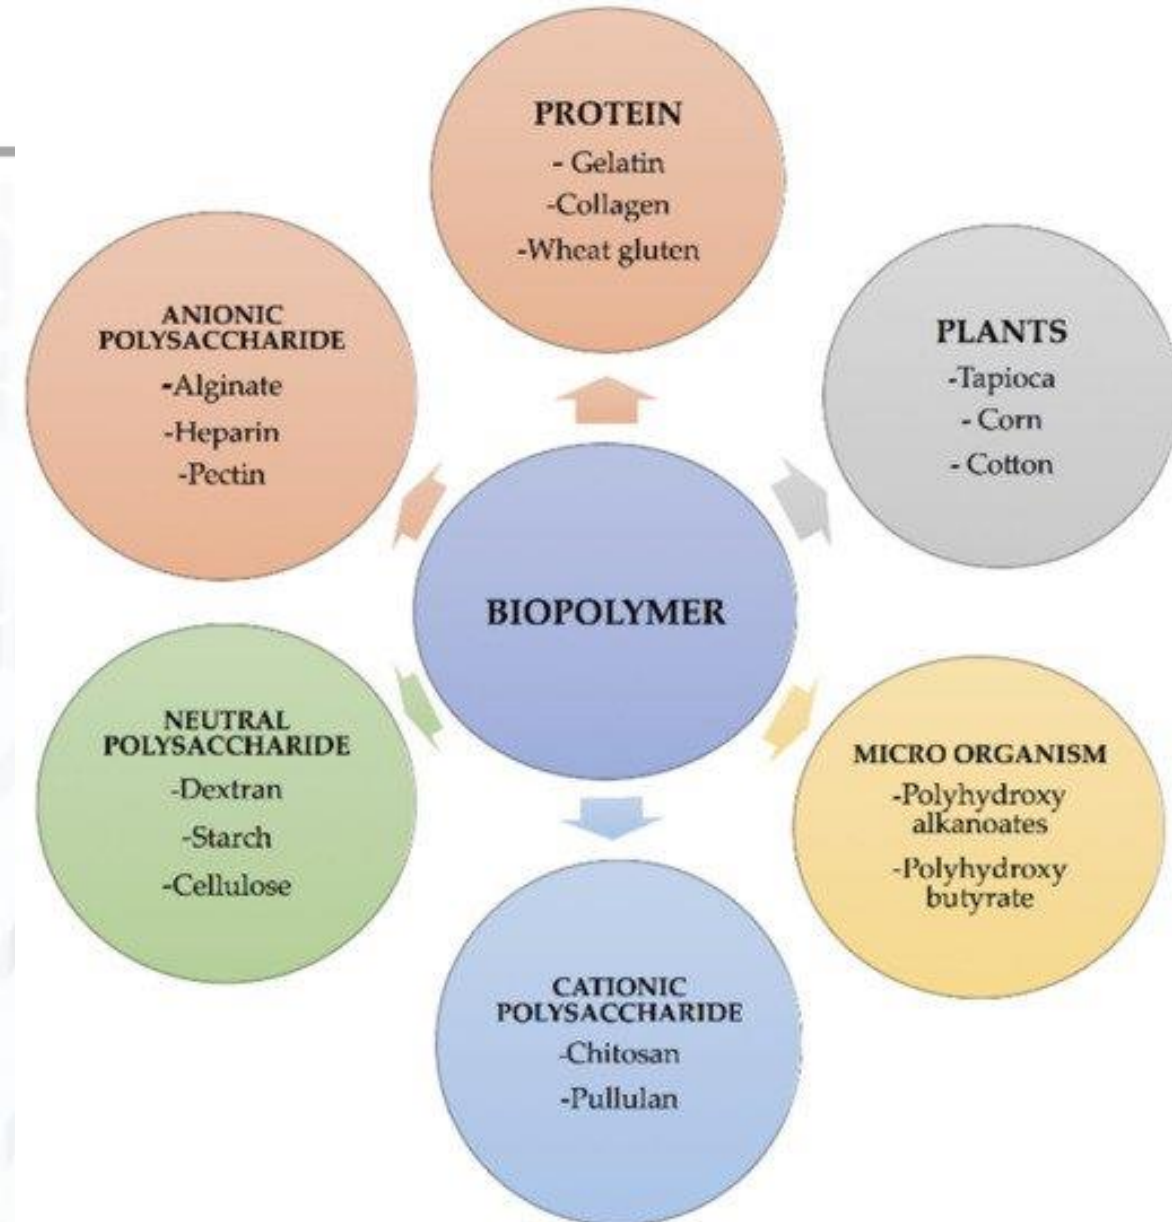 PROTEIN
- Gelatin
-Collagen
-Wheat gluten
PLANTS
-Tapioca
- Corn
- Cotton
MICRO ORGANISM
-Polyhydroxy
alkanoates
-Polyhydroxy
butyrate
CATIONIC
POLYSACCHARIDE
-Chitosan
-Pullulan
NEUTRAL
POLYSACCHARIDE
-Dextran
-Starch
-Cellulose
ANIONIC
POLYSACCHARIDE
-Alginate
-Heparin
-Pectin
BIOPOLYMER